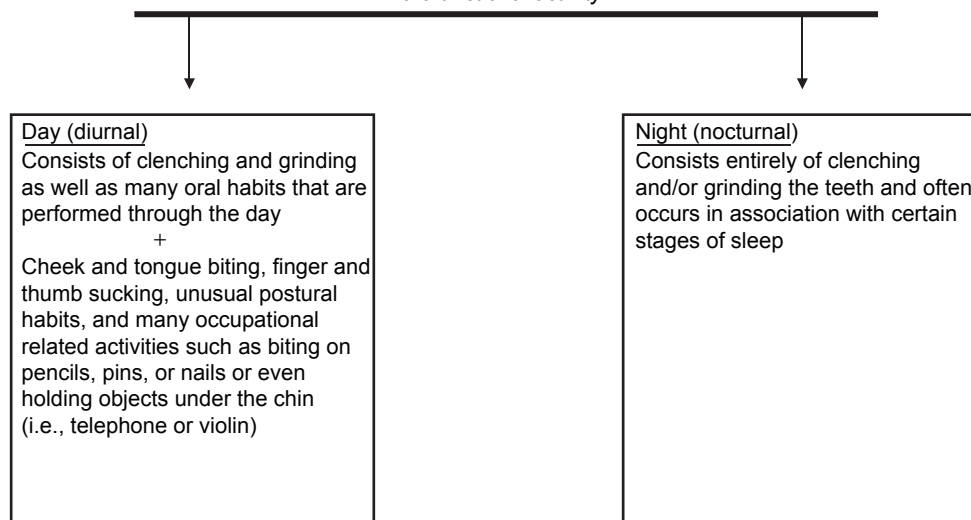 Day (diurnal)
Consists of clenching and grinding
as well as many oral habits that are
performed through the day
+
Cheek and tongue biting, finger and
thumb sucking, unusual postural
habits, and many occupational
related activities such as biting on
pencils, pins, or nails or even
holding objects under the chin
(i.e., telephone or violin)
Night (nocturnal)
Consists entirely of clenching
and/or grinding the teeth and often
occurs in association with certain
stages of sleep